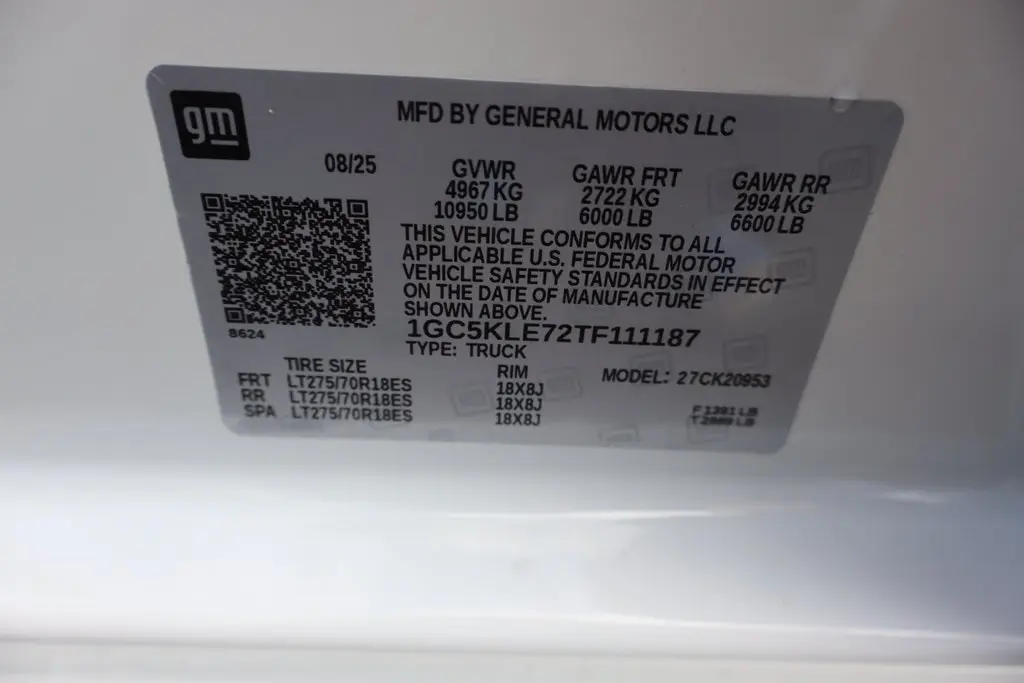 gm
MFD BY GENERAL MOTORS LLC
08/25
GVWR
4967 KG
10950 LB
GAWR FRT
2722 KG
6000 LB
GAWR RR
2994 KG
6600 LB
THIS VEHICLE CONFORMS TO ALL
APPLICABLE U.S. FEDERAL MOTOR
VEHICLE SAFETY STANDARDS IN EFFECT
ON THE DATE OF MANUFACTURE
SHOWN ABOVE.
1GC5KLE72TF111187
TYPE: TRUCK
8624
TIRE SIZE RIM
FRT LT275/70R18ES 18X8J
RR LT275/70R18ES 18X8J
SPA LT275/70R18ES 18X8J
MODEL: 27CK20953
F 1391 LB